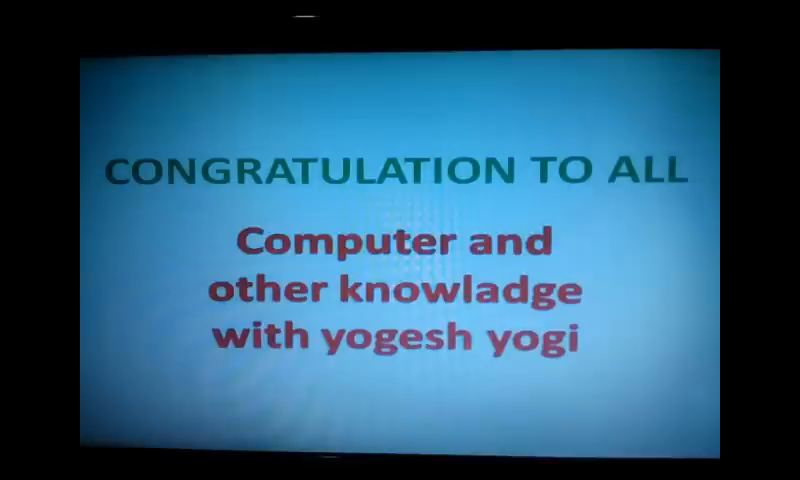 CONGRATULATION TO ALL
Computer and
other knowladge
with yogesh yogi